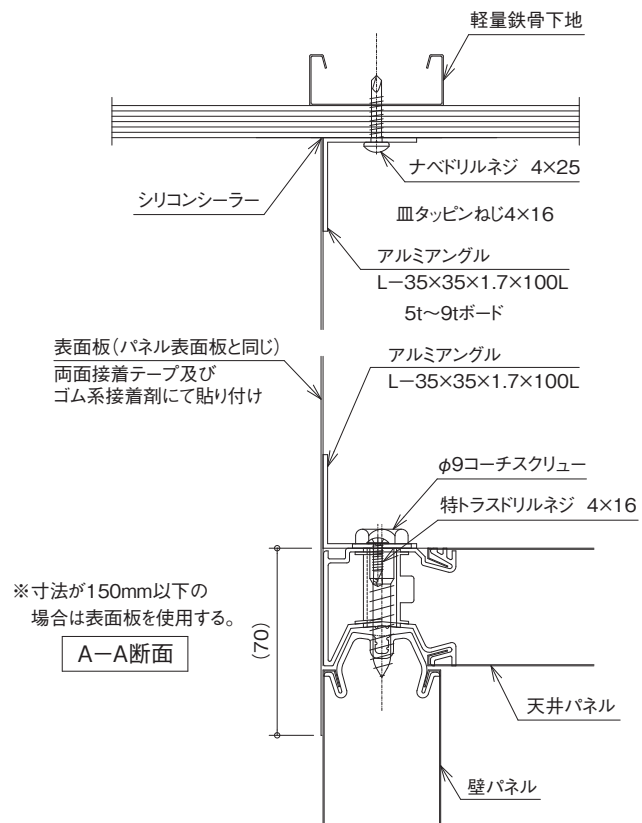 軽量鉄骨下地
ナベドリルネジ 4×25
シリコンシーラー
皿タッピンねじ4×16
アルミアングル
L−35×35×1.7×100L
5t〜9tボード
表面板(パネル表面板と同じ)
両面接着テープ及び
ゴム系接着剤にて貼り付け
アルミアングル
L−35×35×1.7×100L
φ9コーチスクリュー
特トラスドリルネジ 4×16
※寸法が150mm以下の
場合は表面板を使用する。
(70)
A−A断面
天井パネル
壁パネル